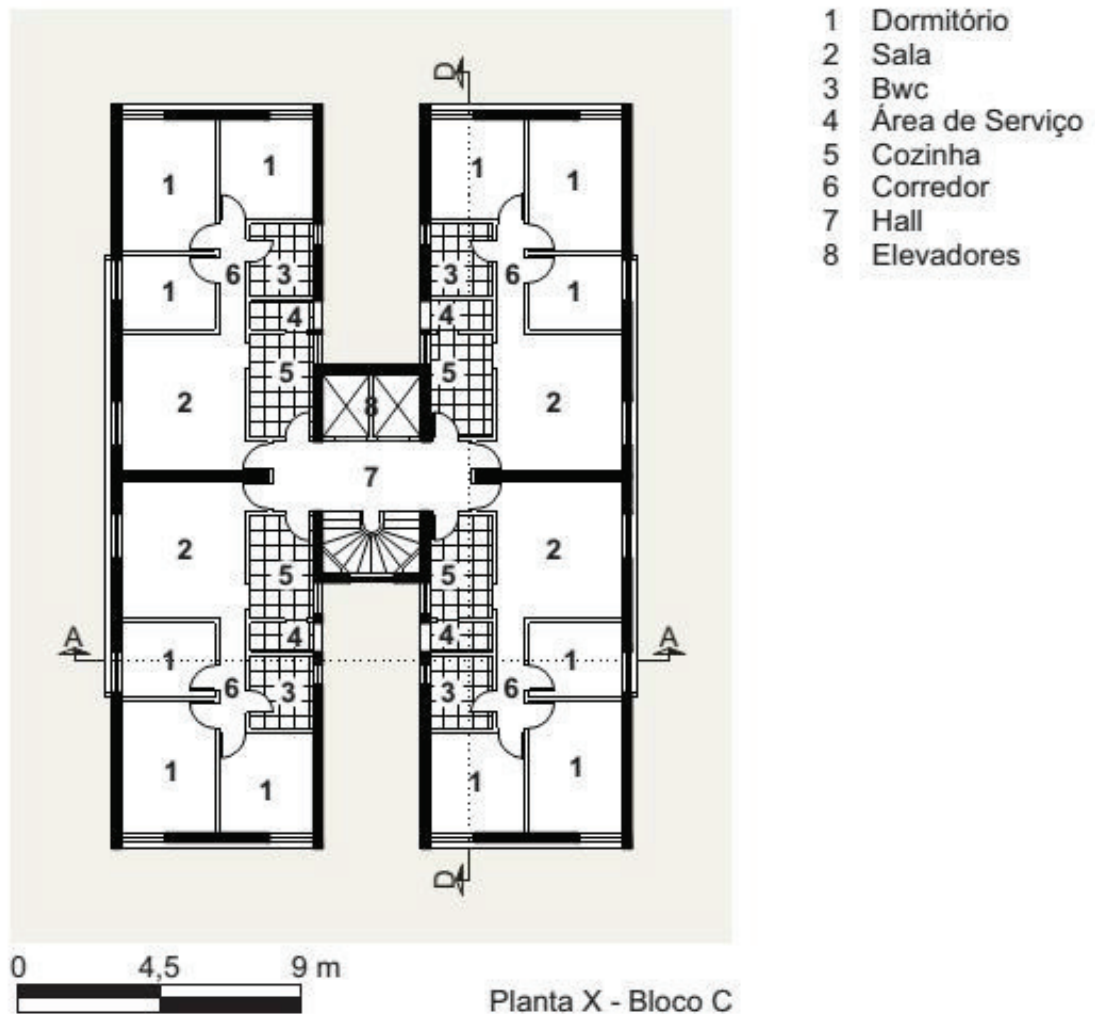 1 Dormitório
2 Sala
3 Bwc
4 Área de Serviço
5 Cozinha
6 Corredor
7 Hall
8 Elevadores
D
1 1 1 1
1 6 3 3 6 1
4 4
2 5 8 5 2
7
2 5 5 2
4 4
A 1 6 3 3 6 1 A
1 1 1 1
D
0 4,5 9 m
Planta X - Bloco C